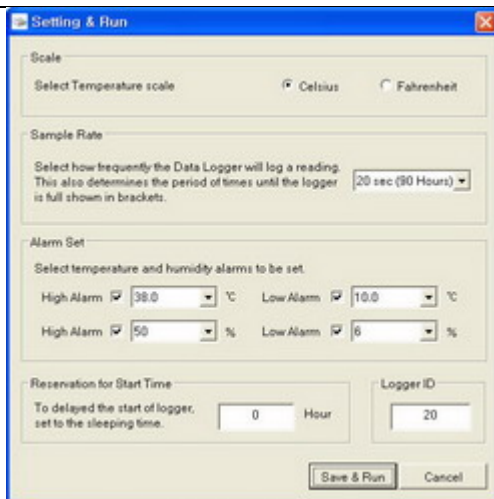 Setting & Run
Scale
Select Temperature scale Celsius Fahrenheit
Sample Rate
Select how frequently the Data Logger will log a reading.
This also determines the period of times until the logger
is full shown in brackets.
20 sec (90 Hours)
Alarm Set
Select temperature and humidity alarms to be set.
High Alarm 38.0 ℃ Low Alarm 10.0 ℃
High Alarm 50 % Low Alarm 6 %
Reservation for Start Time
To delayed the start of logger,
set to the sleeping time.
0 Hour
Logger ID
20
Save & Run Cancel